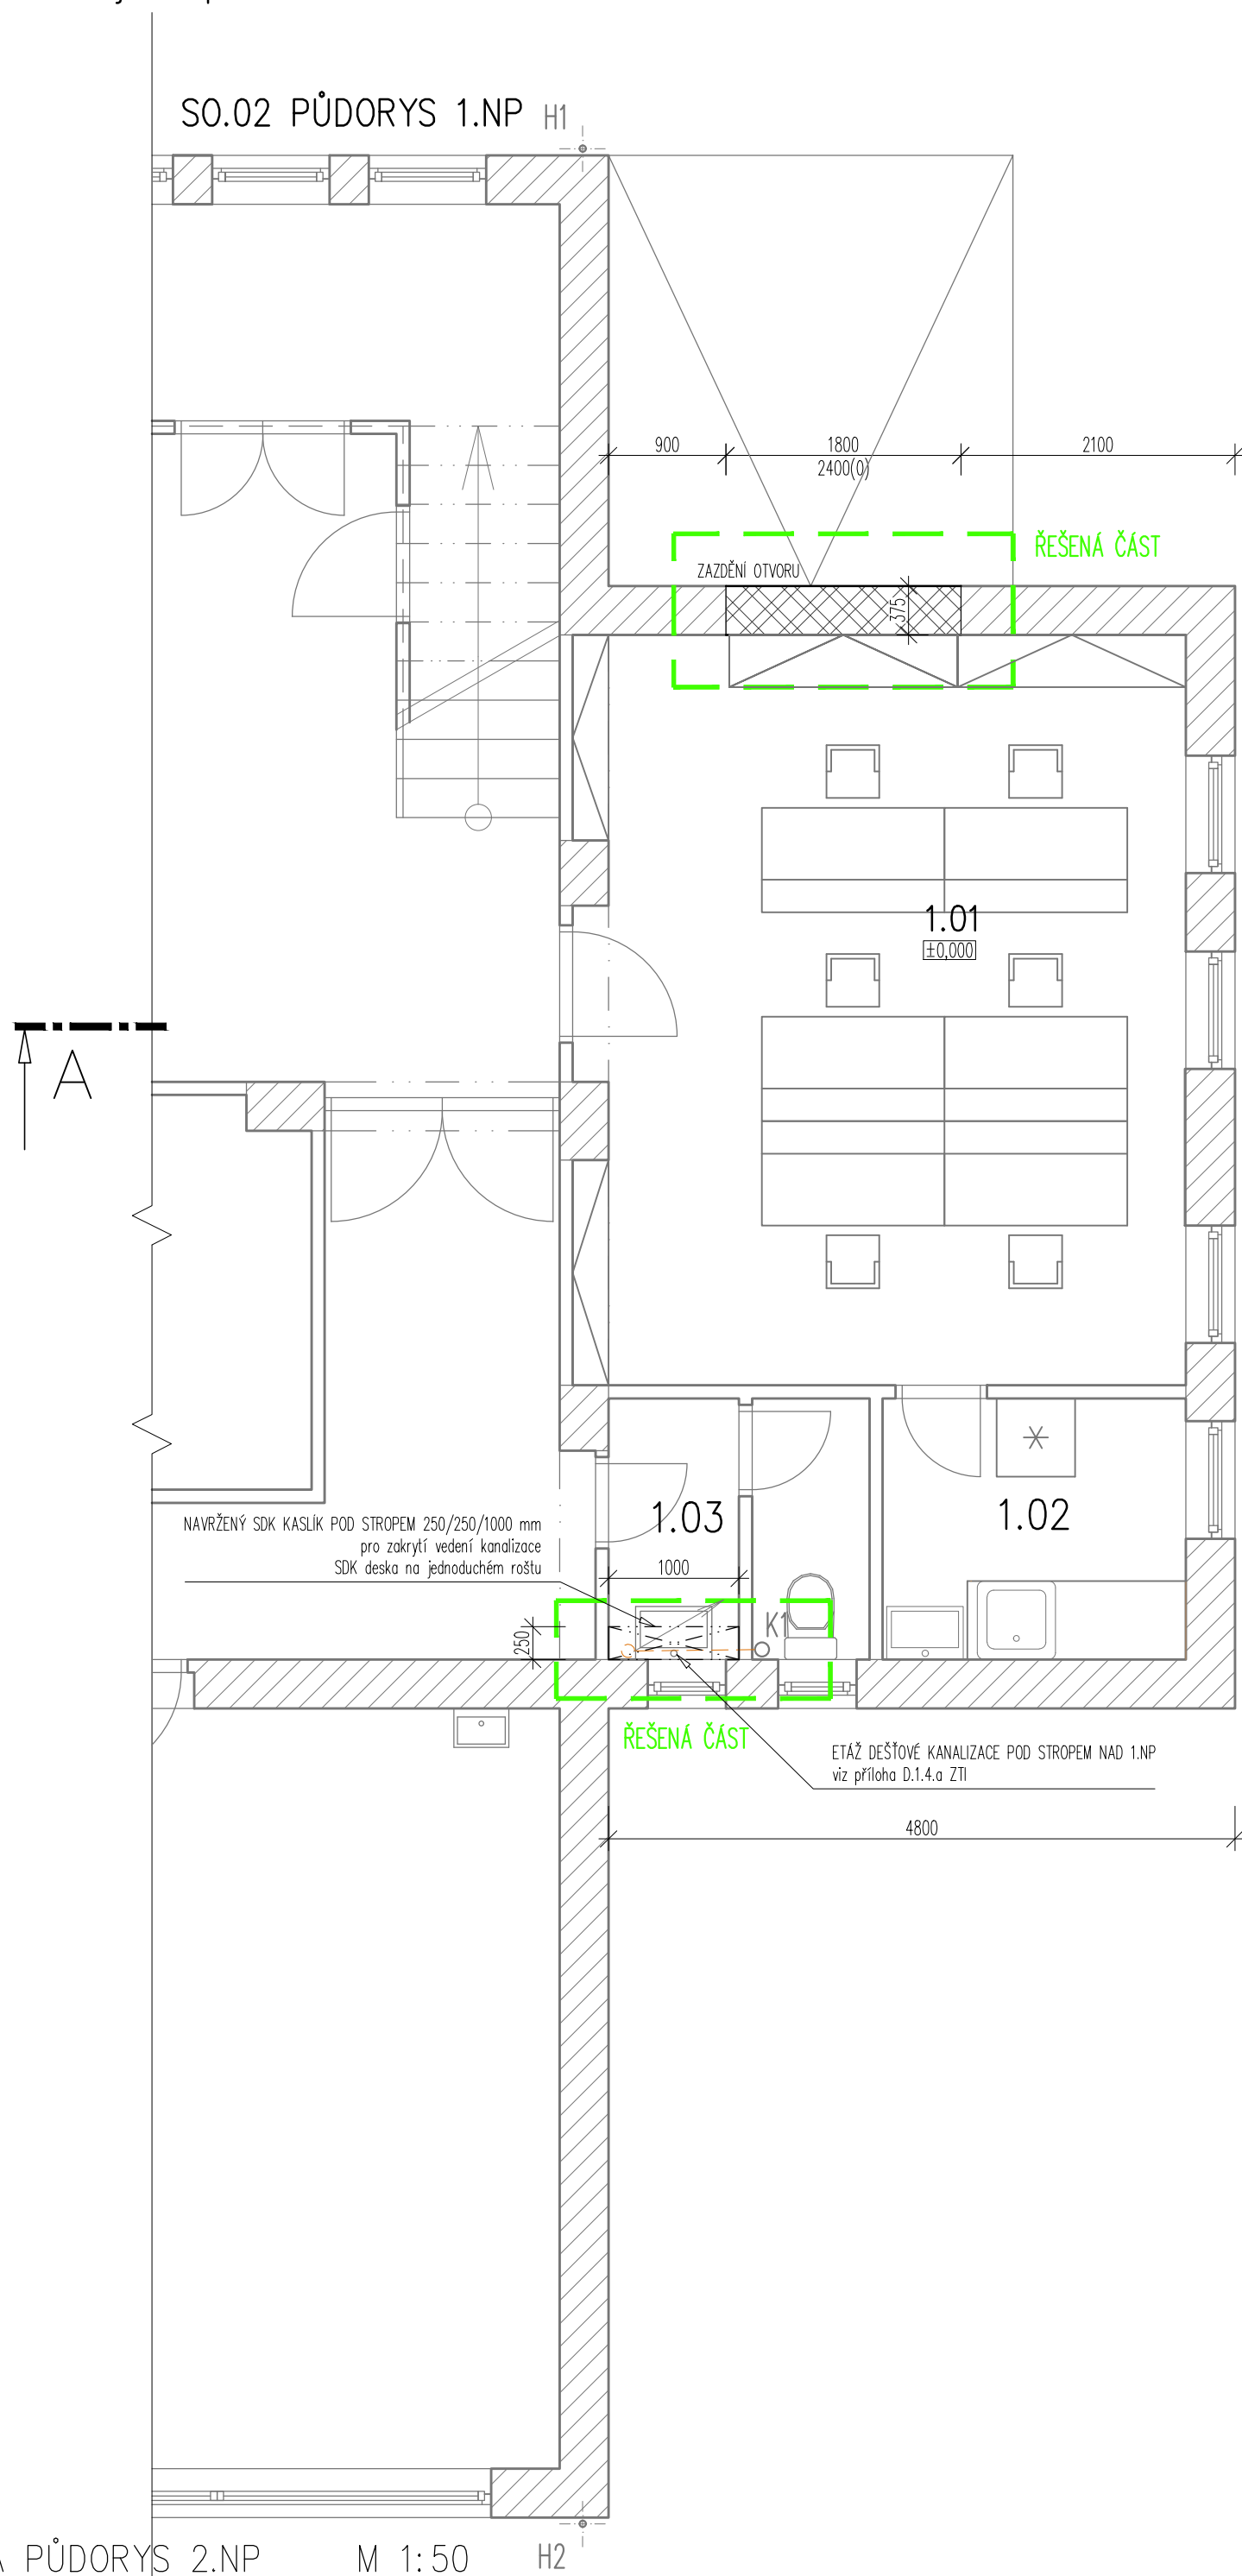 SO.02 PŮDORYS 1.NP
H1
900
1800
2400(0)
2100
ŘEŠENÁ ČÁST
ZAZDĚNÍ OTVORU
375
1.01
±0,000
A
NAVRŽENÝ SDK KASLÍK POD STROPEM 250/250/1000 mm
pro zakrytí vedení kanalizace
SDK deska na jednoduchém roštu
1.03
1.02
1000
250
K1
ŘEŠENÁ ČÁST
ETÁŽ DEŠŤOVÉ KANALIZACE POD STROPEM NAD 1.NP
viz příloha D.1.4.a ZTI
4800
PŮDORYS 2.NP
M 1:50
H2